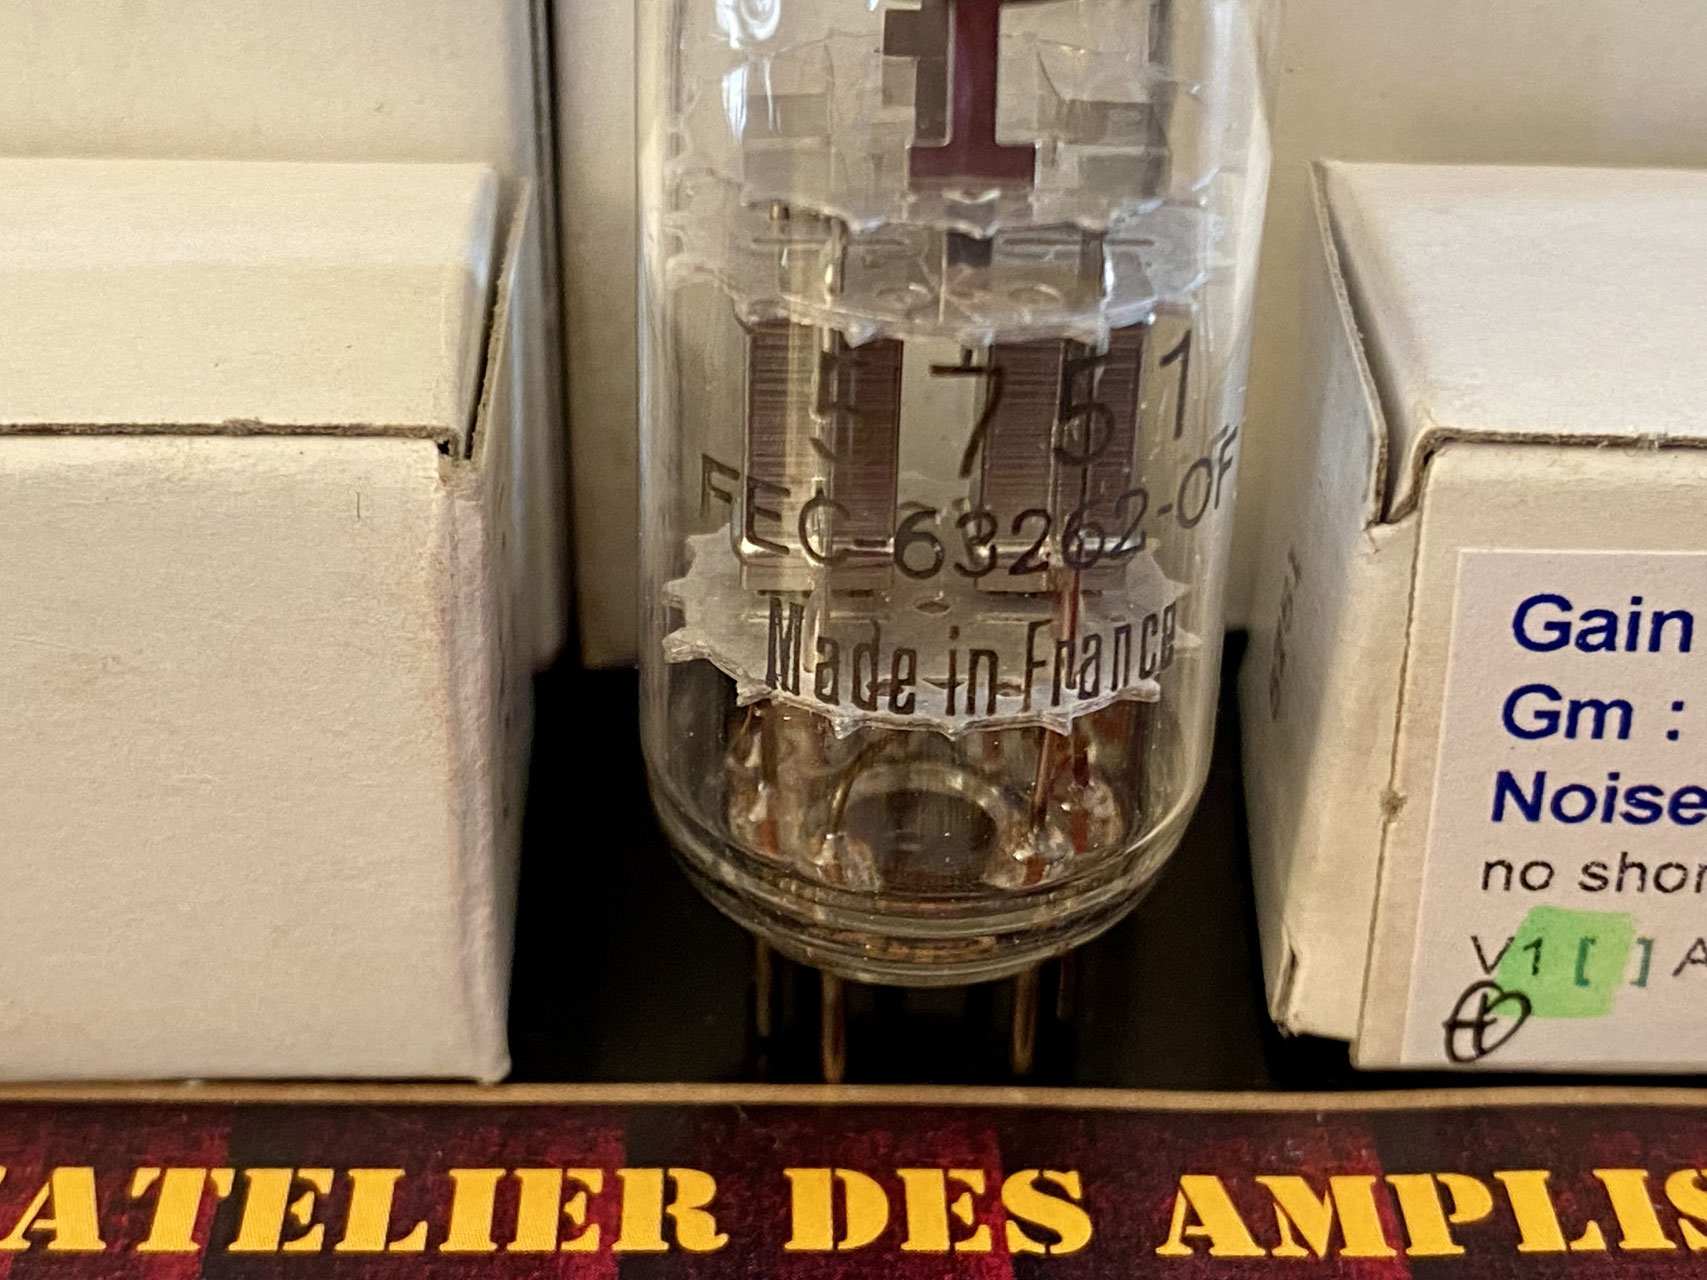 5751
FEC-63262-OF
Made in France
Gain
Gm :
Noise
no shor
V1 [ ] A
L'ATELIER DES AMPLIS